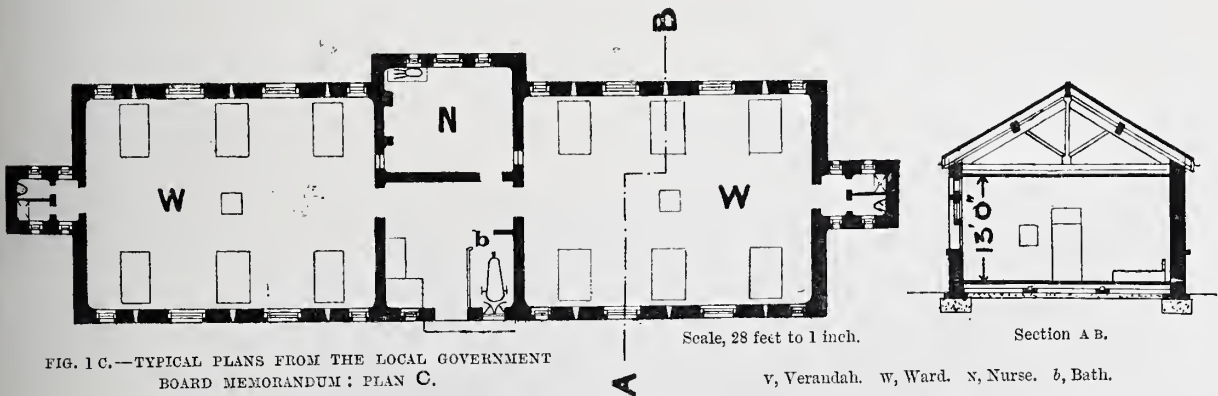 B
N
W
W
b
13'0"
A
Scale, 28 feet to 1 inch.
Section A B.
FIG. 1 C.—TYPICAL PLANS FROM THE LOCAL GOVERNMENT
BOARD MEMORANDUM: PLAN C.
V, Verandah. W, Ward. N, Nurse. b, Bath.